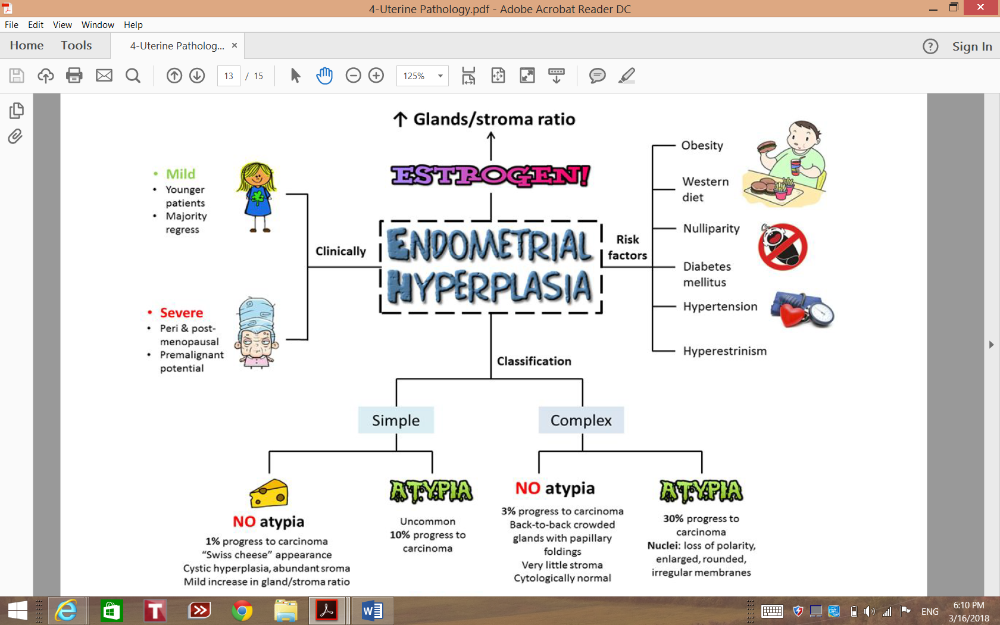 4-Uterine Pathology.pdf - Adobe Acrobat Reader DC
File Edit View Window Help
Home Tools 4-Uterine Patholog... × ? Sign In
13 / 15 125%
↑ Glands/stroma ratio
ESTROGEN!
• Mild
• Younger
patients
• Majority
regress
Clinically
• Severe
• Peri & post-
menopausal
• Premalignant
potential
ENDOMETRIAL
HYPERPLASIA
Risk
factors
Obesity
Western
diet
Nulliparity
Diabetes
mellitus
Hypertension
Hyperestrinism
Classification
Simple
Complex
NO atypia
1% progress to carcinoma
“Swiss cheese” appearance
Cystic hyperplasia, abundant sroma
Mild increase in gland/stroma ratio
ATYPIA
Uncommon
10% progress to
carcinoma
NO atypia
3% progress to carcinoma
Back-to-back crowded
glands with papillary
foldings
Very little stroma
Cytologically normal
ATYPIA
30% progress to
carcinoma
Nuclei: loss of polarity,
enlarged, rounded,
irregular membranes
ENG
6:10 PM
3/16/2018